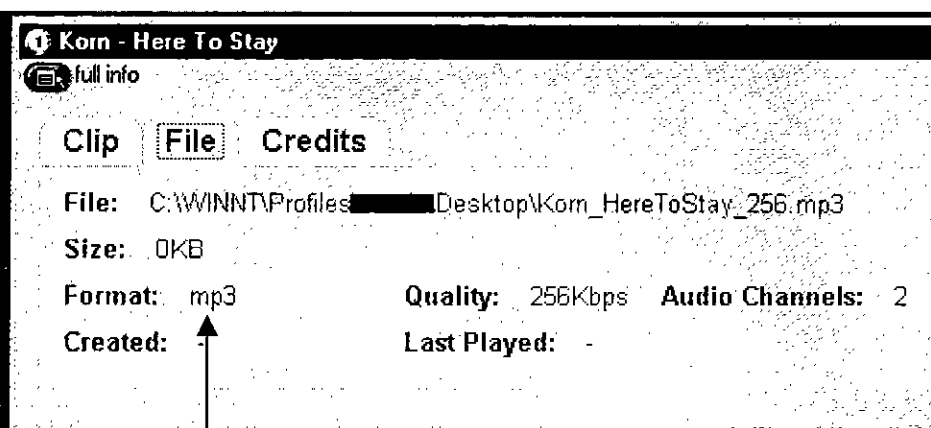 Korn - Here To Stay
full info
Clip File Credits
File: C:\WINNT\Profiles Desktop\Korn_HereToStay_256.mp3
Size: 0KB
Format: mp3 Quality: 256Kbps Audio Channels: 2
Created: - Last Played: -